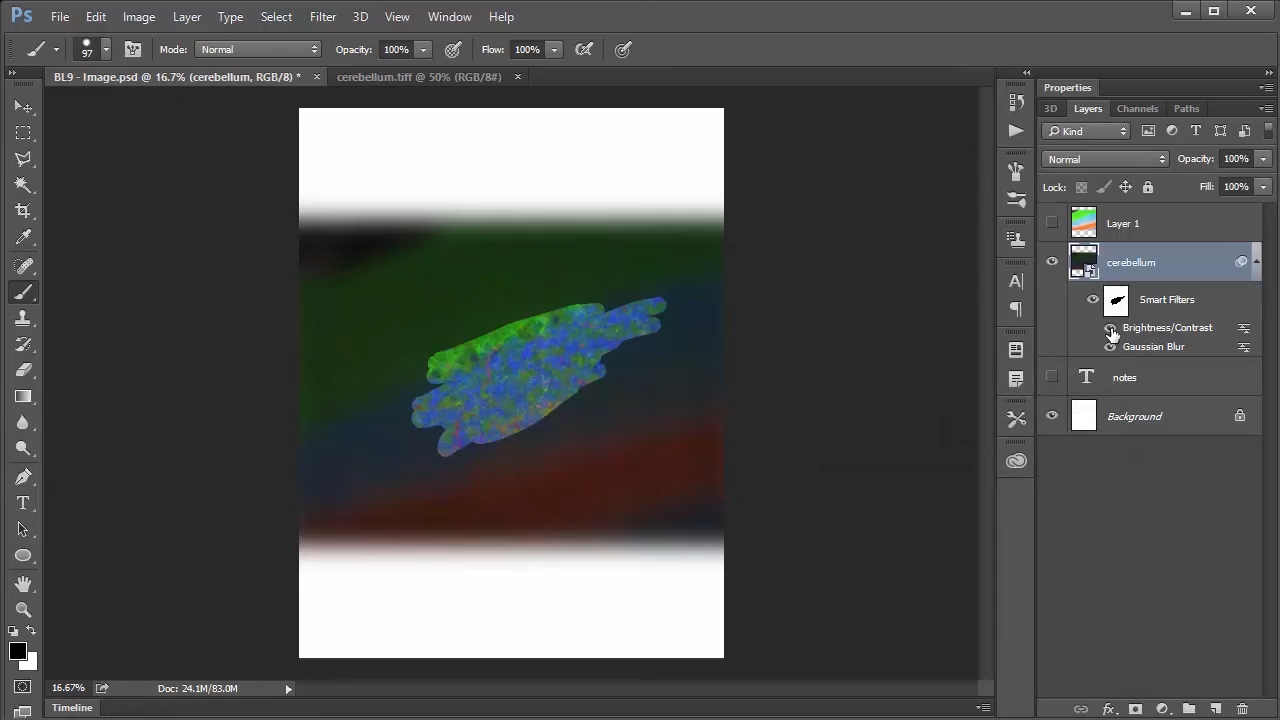 Ps File Edit Image Layer Type Select Filter 3D View Window Help
97 Mode: Normal Opacity: 100% Flow: 100%
BL9 - Image.psd @ 16.7% (cerebellum, RGB/8) * × cerebellum.tiff @ 50% (RGB/8#) ×
Properties
3D Layers Channels Paths
Kind
Normal Opacity: 100%
Lock: Fill: 100%
Layer 1
cerebellum
Smart Filters
Brightness/Contrast
Gaussian Blur
notes
Background
16.67% Doc: 24.1M/83.0M
Timeline